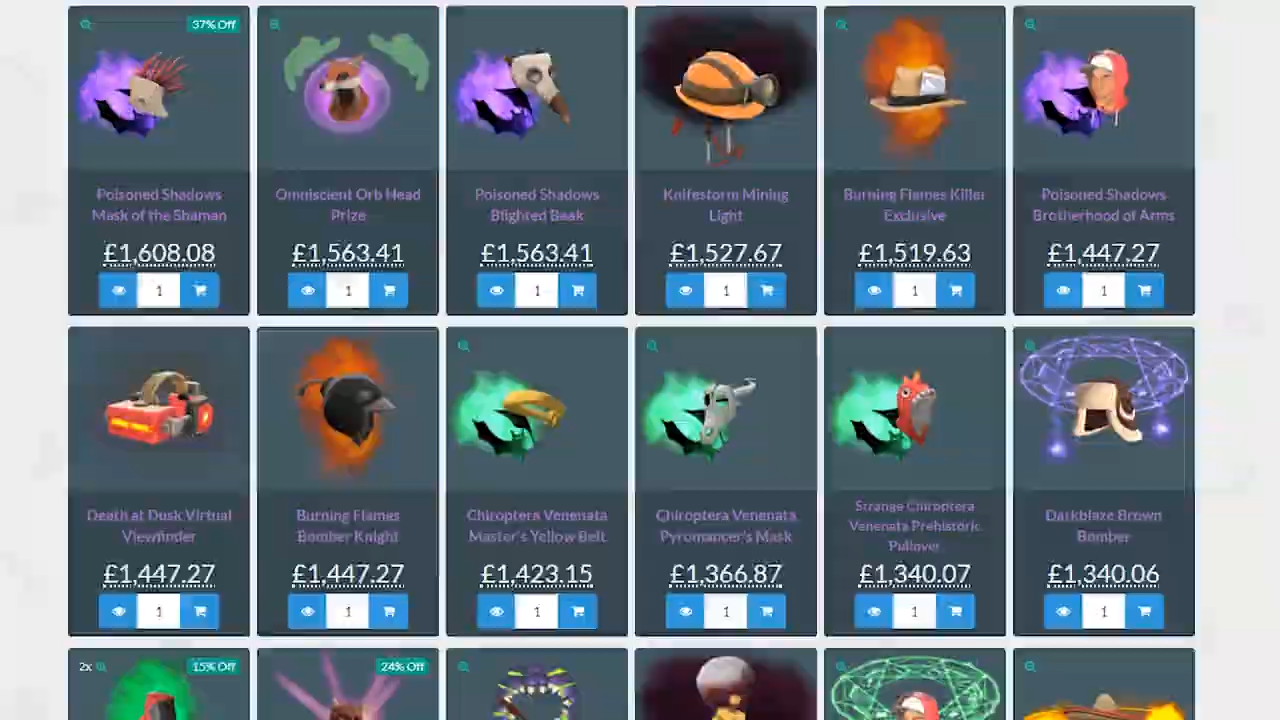 37% Off
Poisoned Shadows
Mask of the Shaman
£1,608.08
1
Omniscient Orb Head
Prize
£1,563.41
1
Poisoned Shadows
Blighted Beak
£1,563.41
1
Knifestorm Mining
Light
£1,527.67
1
Burning Flames Killer
Exclusive
£1,519.63
1
Poisoned Shadows
Brotherhood of Arms
£1,447.27
1
Death at Dusk Virtual
Viewfinder
£1,447.27
1
Burning Flames
Bomber Knight
£1,447.27
1
Chiroptera Venenata
Master's Yellow Belt
£1,423.15
1
Chiroptera Venenata
Pyromancer's Mask
£1,366.87
1
Strange Chiroptera
Venenata Prehistoric
Pullover
£1,340.07
1
Darkblaze Brown
Bomber
£1,340.06
1
2x
15% Off
24% Off